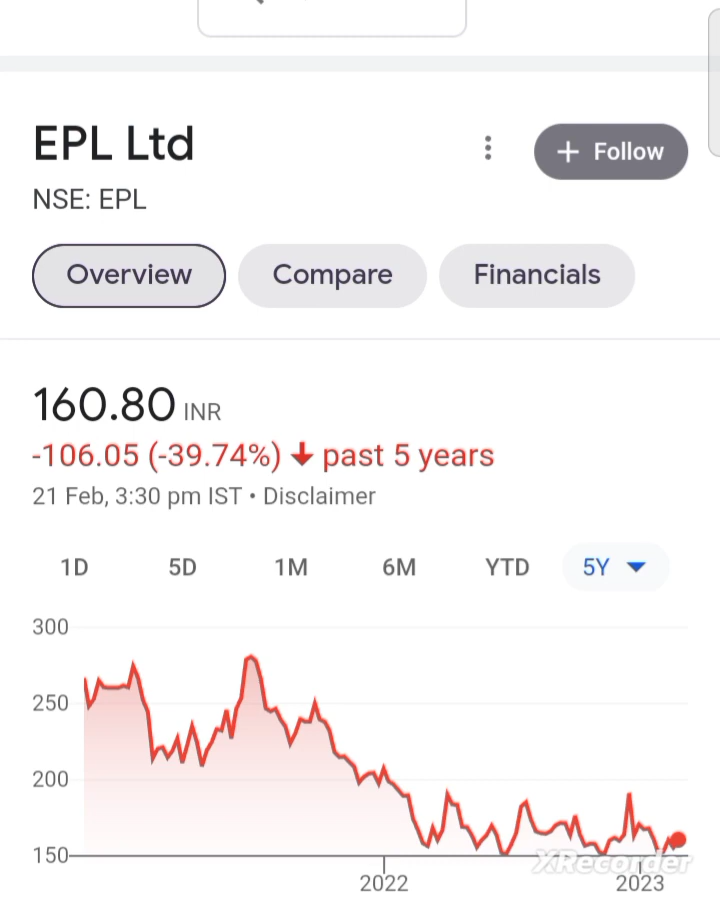 EPL Ltd
+ Follow
NSE: EPL
Overview Compare Financials
160.80 INR
-106.05 (-39.74%) ↓ past 5 years
21 Feb, 3:30 pm IST • Disclaimer
1D 5D 1M 6M YTD 5Y
300
250
200
150
XRecorder
2022 2023